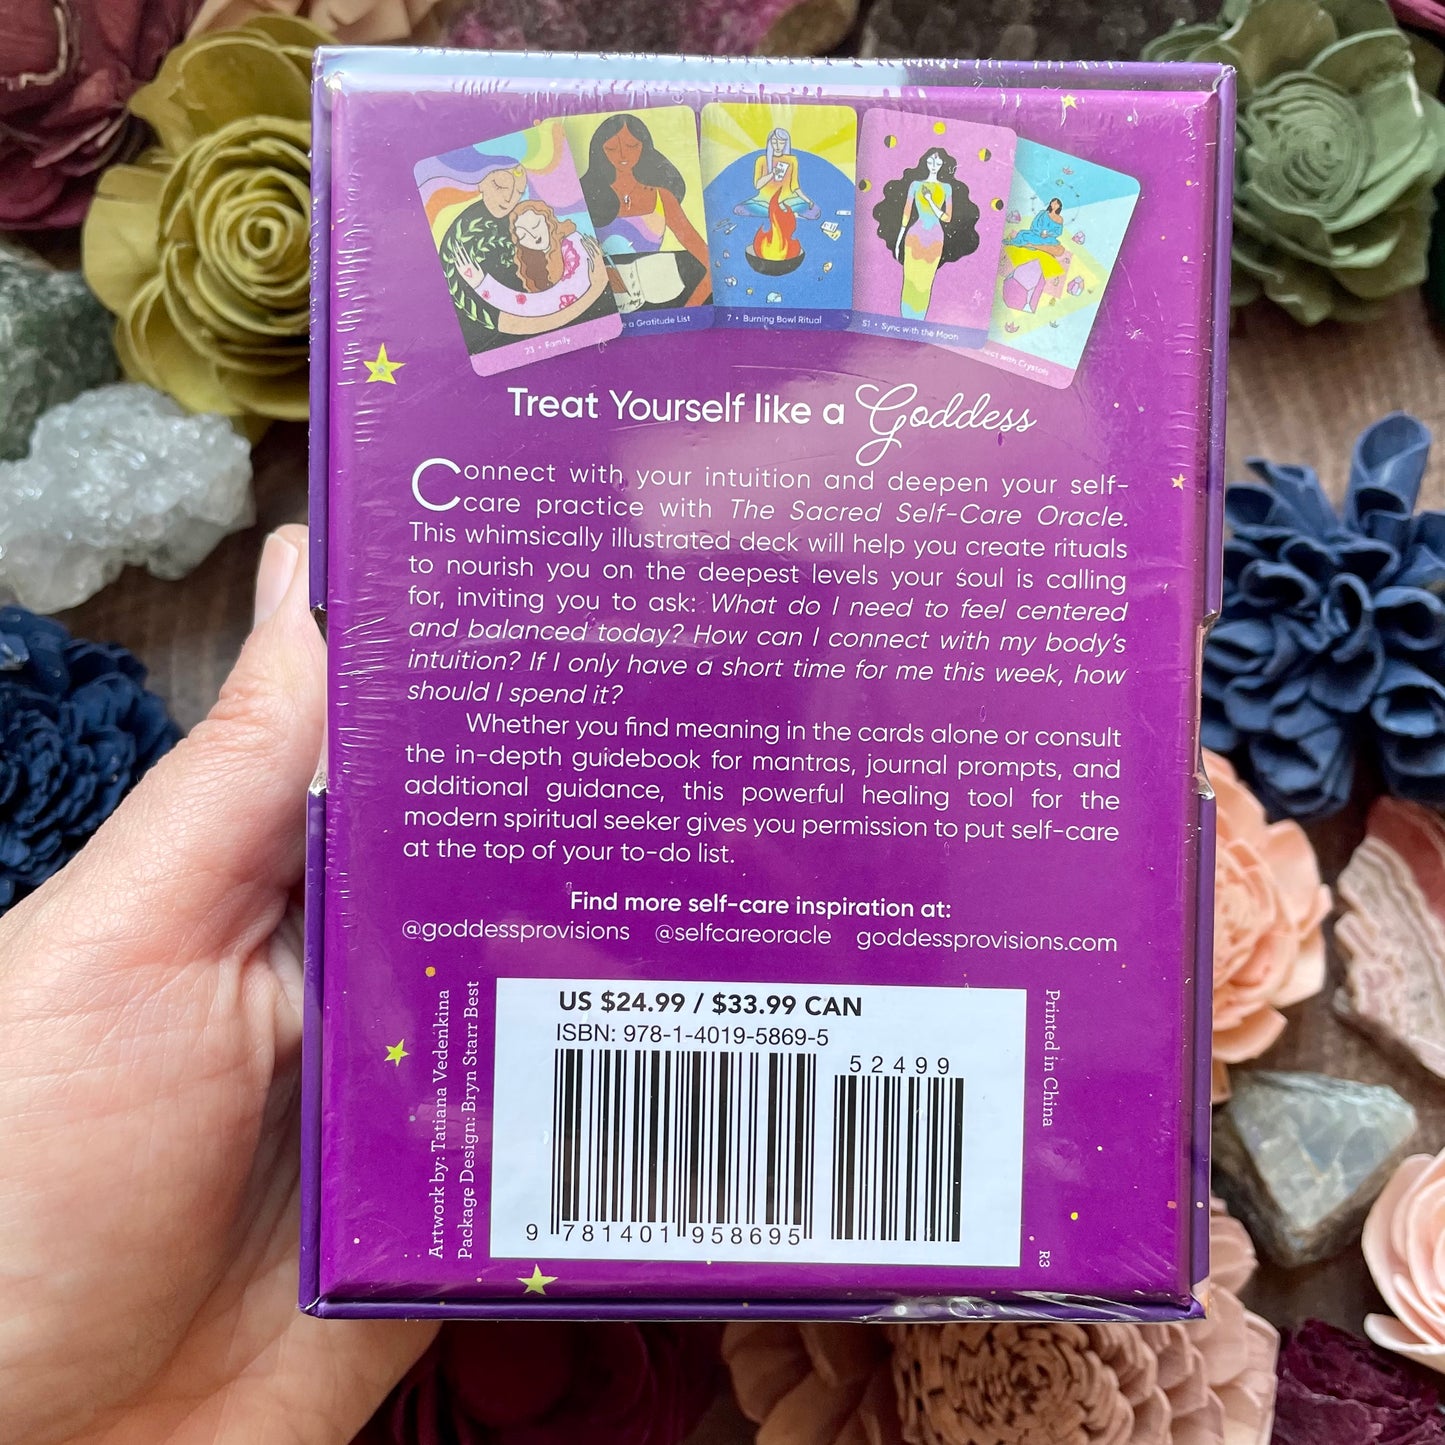 23 • Family
e a Gratitude List
7 • Burning Bowl Ritual
51 • Sync with the Moon
with Crystals
Treat Yourself like a Goddess
Connect with your intuition and deepen your self-
care practice with The Sacred Self-Care Oracle.
This whimsically illustrated deck will help you create rituals
to nourish you on the deepest levels your soul is calling
for, inviting you to ask: What do I need to feel centered
and balanced today? How can I connect with my body's
intuition? If I only have a short time for me this week, how
should I spend it?
Whether you find meaning in the cards alone or consult
the in-depth guidebook for mantras, journal prompts, and
additional guidance, this powerful healing tool for the
modern spiritual seeker gives you permission to put self-care
at the top of your to-do list.
Find more self-care inspiration at:
@goddessprovisions @selfcareoracle goddessprovisions.com
Artwork by: Tatiana Vedenkina
Package Design: Bryn Starr Best
US $24.99 / $33.99 CAN
ISBN: 978-1-4019-5869-5
52499
9 781401 958695
Printed in China
R3